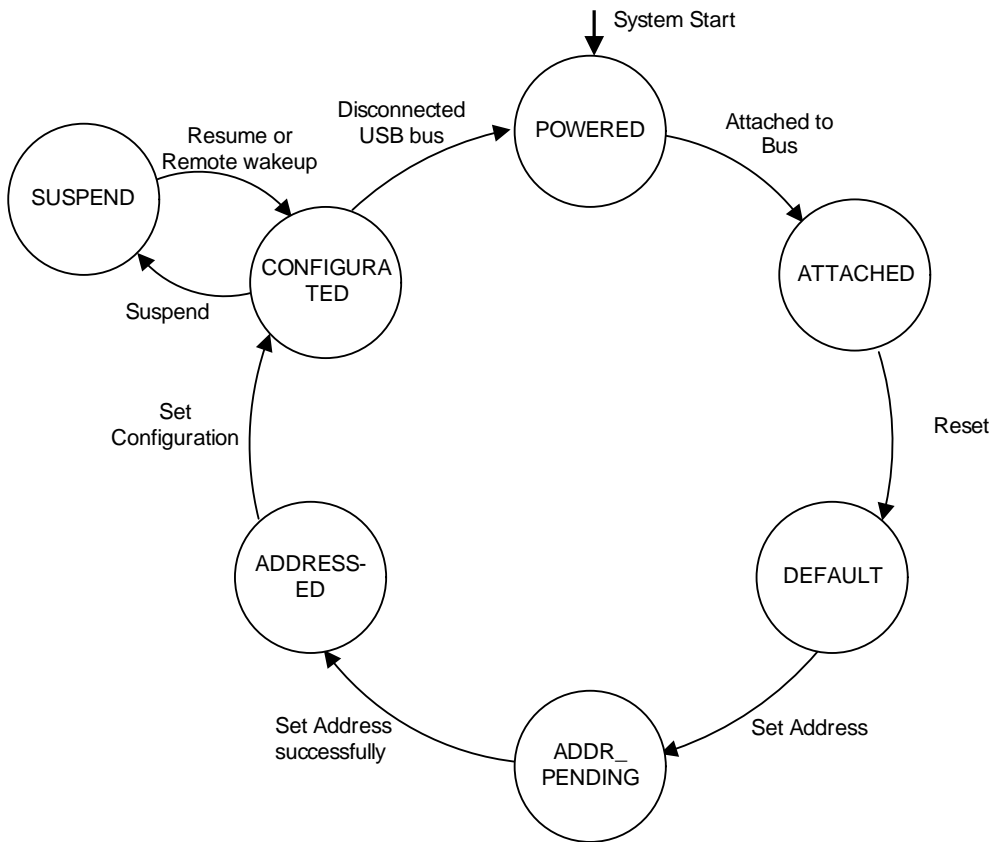 System Start
POWERED
Disconnected
USB bus
Attached to
Bus
Resume or
Remote wakeup
SUSPEND
CONFIGURA
TED
ATTACHED
Suspend
Set
Configuration
Reset
ADDRESS-
ED
DEFAULT
Set Address
successfully
ADDR_
PENDING
Set Address